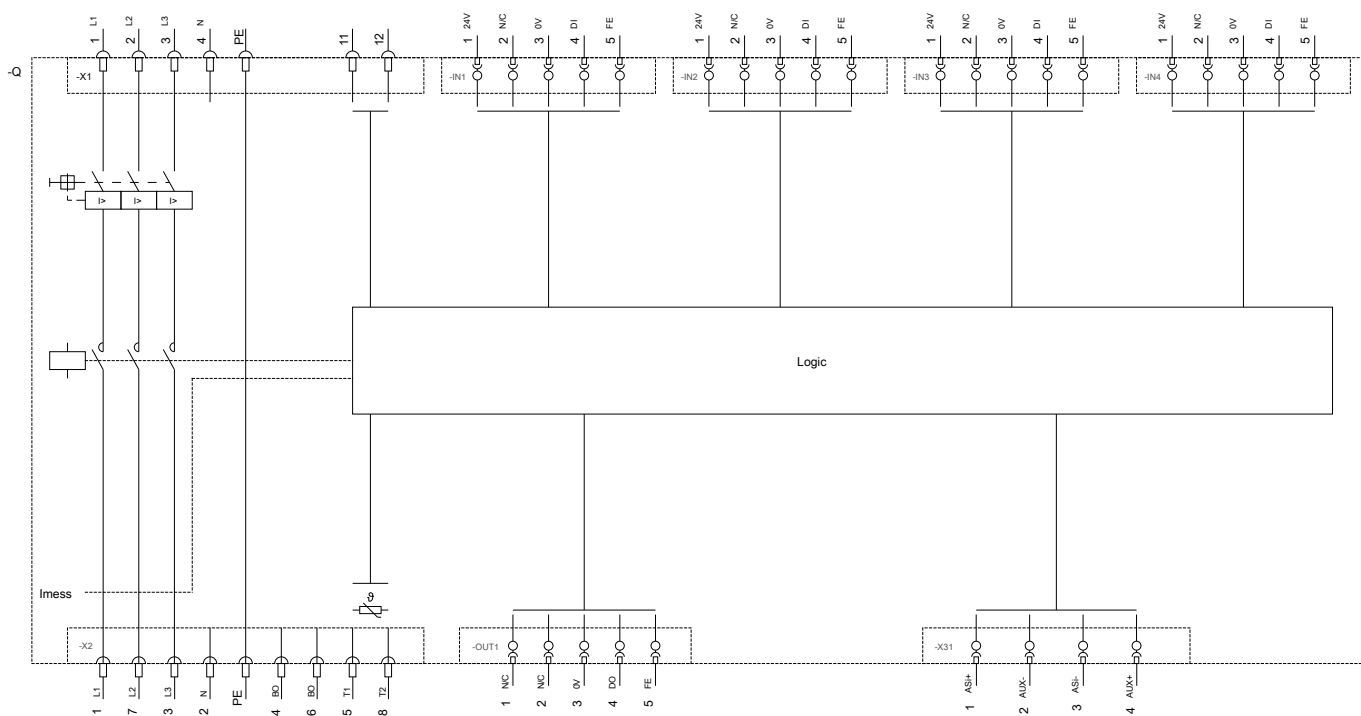 1 L1
2 L2
3 L3
4 N
PE
11
12
1 24V
2 N/C
3 0V
4 DI
5 FE
1 24V
2 N/C
3 0V
4 DI
5 FE
1 24V
2 N/C
3 0V
4 DI
5 FE
1 24V
2 N/C
3 0V
4 DI
5 FE
-Q
-X1
-IN1
-IN2
-IN3
-IN4
I>
I>
I>
Logic
Imess
ϑ
-X2
-OUT1
-X31
1 L1
7 L2
3 L3
2 N
PE
4 BO
6 BO
5 T1
8 T2
1 N/C
2 N/C
3 0V
4 DO
5 FE
1 ASi+
2 AUX-
3 ASi-
4 AUX+